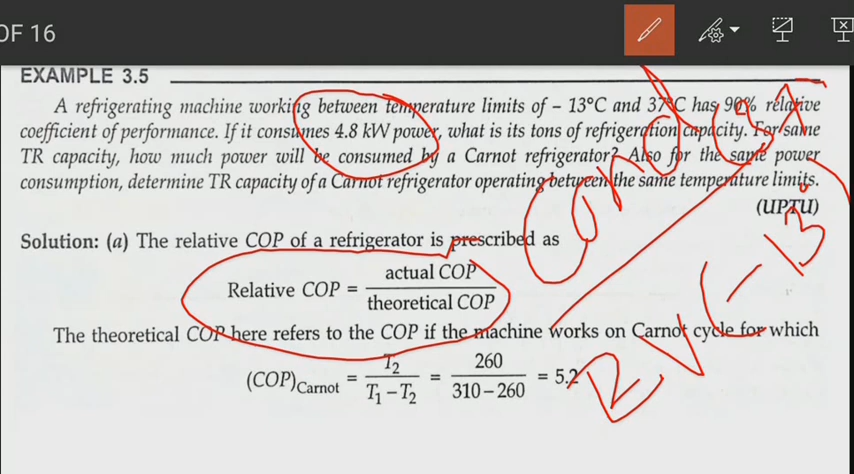 OF 16
EXAMPLE 3.5
A refrigerating machine working between temperature limits of – 13°C and 37°C has 90% relative
coefficient of performance. If it consumes 4.8 kW power, what is its tons of refrigeration capacity. For same
TR capacity, how much power will be consumed by a Carnot refrigerator? Also for the same power
consumption, determine TR capacity of a Carnot refrigerator operating between the same temperature limits.
(UPTU)
Solution: (a) The relative COP of a refrigerator is prescribed as
Relative COP = actual COP / theoretical COP
The theoretical COP here refers to the COP if the machine works on Carnot cycle for which
(COP)Carnot = T2 / T1 – T2 = 260 / 310 – 260 = 5.2